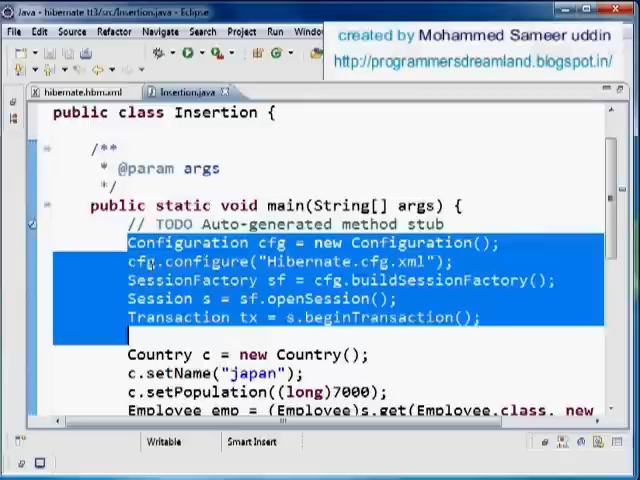 Java - hibernate tt3/src/Insertion.java - Eclipse
File Edit Source Refactor Navigate Search Project Run Window
created by Mohammed Sameer uddin
http://programmersdreamland.blogspot.in/
hibernate.hbm.xml Insertion.java
public class Insertion {
/**
* @param args
*/
public static void main(String[] args) {
// TODO Auto-generated method stub
Configuration cfg = new Configuration();
cfg.configure("Hibernate.cfg.xml");
SessionFactory sf = cfg.buildSessionFactory();
Session s = sf.openSession();
Transaction tx = s.beginTransaction();
Country c = new Country();
c.setName("japan");
c.setPopulation((long)7000);
Employee emp = (Employee)s.get(Employee.class, new
Writable Smart Insert